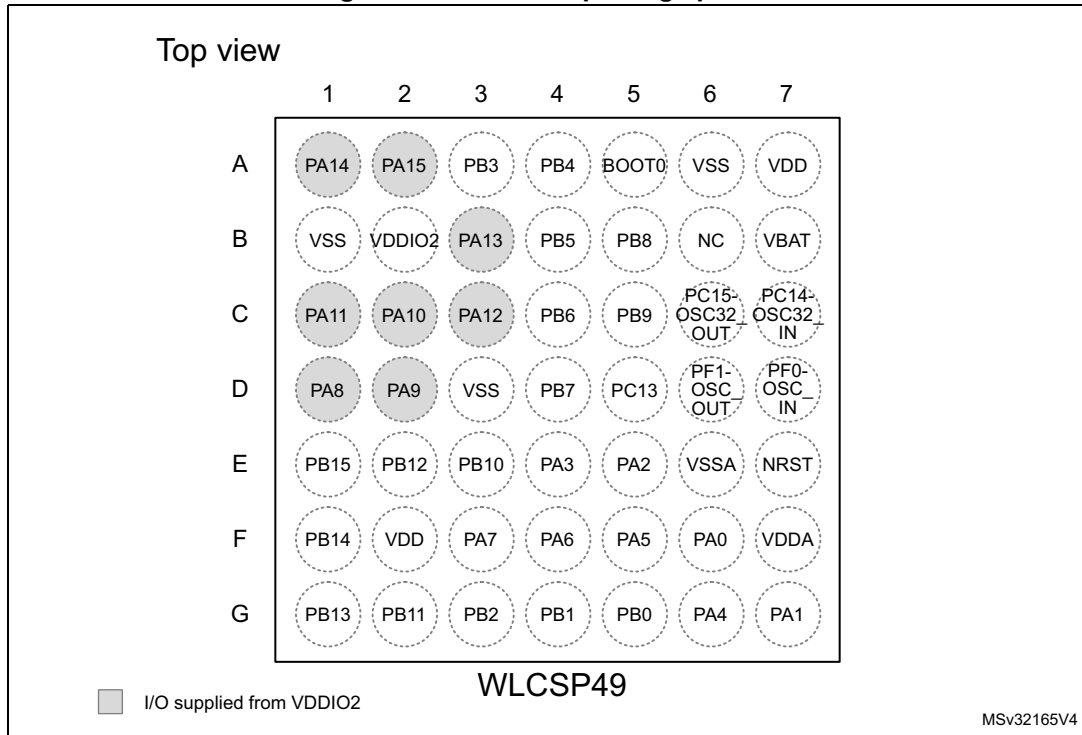 Top view
1 2 3 4 5 6 7
A PA14 PA15 PB3 PB4 BOOT0 VSS VDD
B VSS VDDIO2 PA13 PB5 PB8 NC VBAT
C PA11 PA10 PA12 PB6 PB9 PC15-OSC32_OUT PC14-OSC32_IN
D PA8 PA9 VSS PB7 PC13 PF1-OSC_OUT PF0-OSC_IN
E PB15 PB12 PB10 PA3 PA2 VSSA NRST
F PB14 VDD PA7 PA6 PA5 PA0 VDDA
G PB13 PB11 PB2 PB1 PB0 PA4 PA1
WLCSP49
I/O supplied from VDDIO2
MSv32165V4